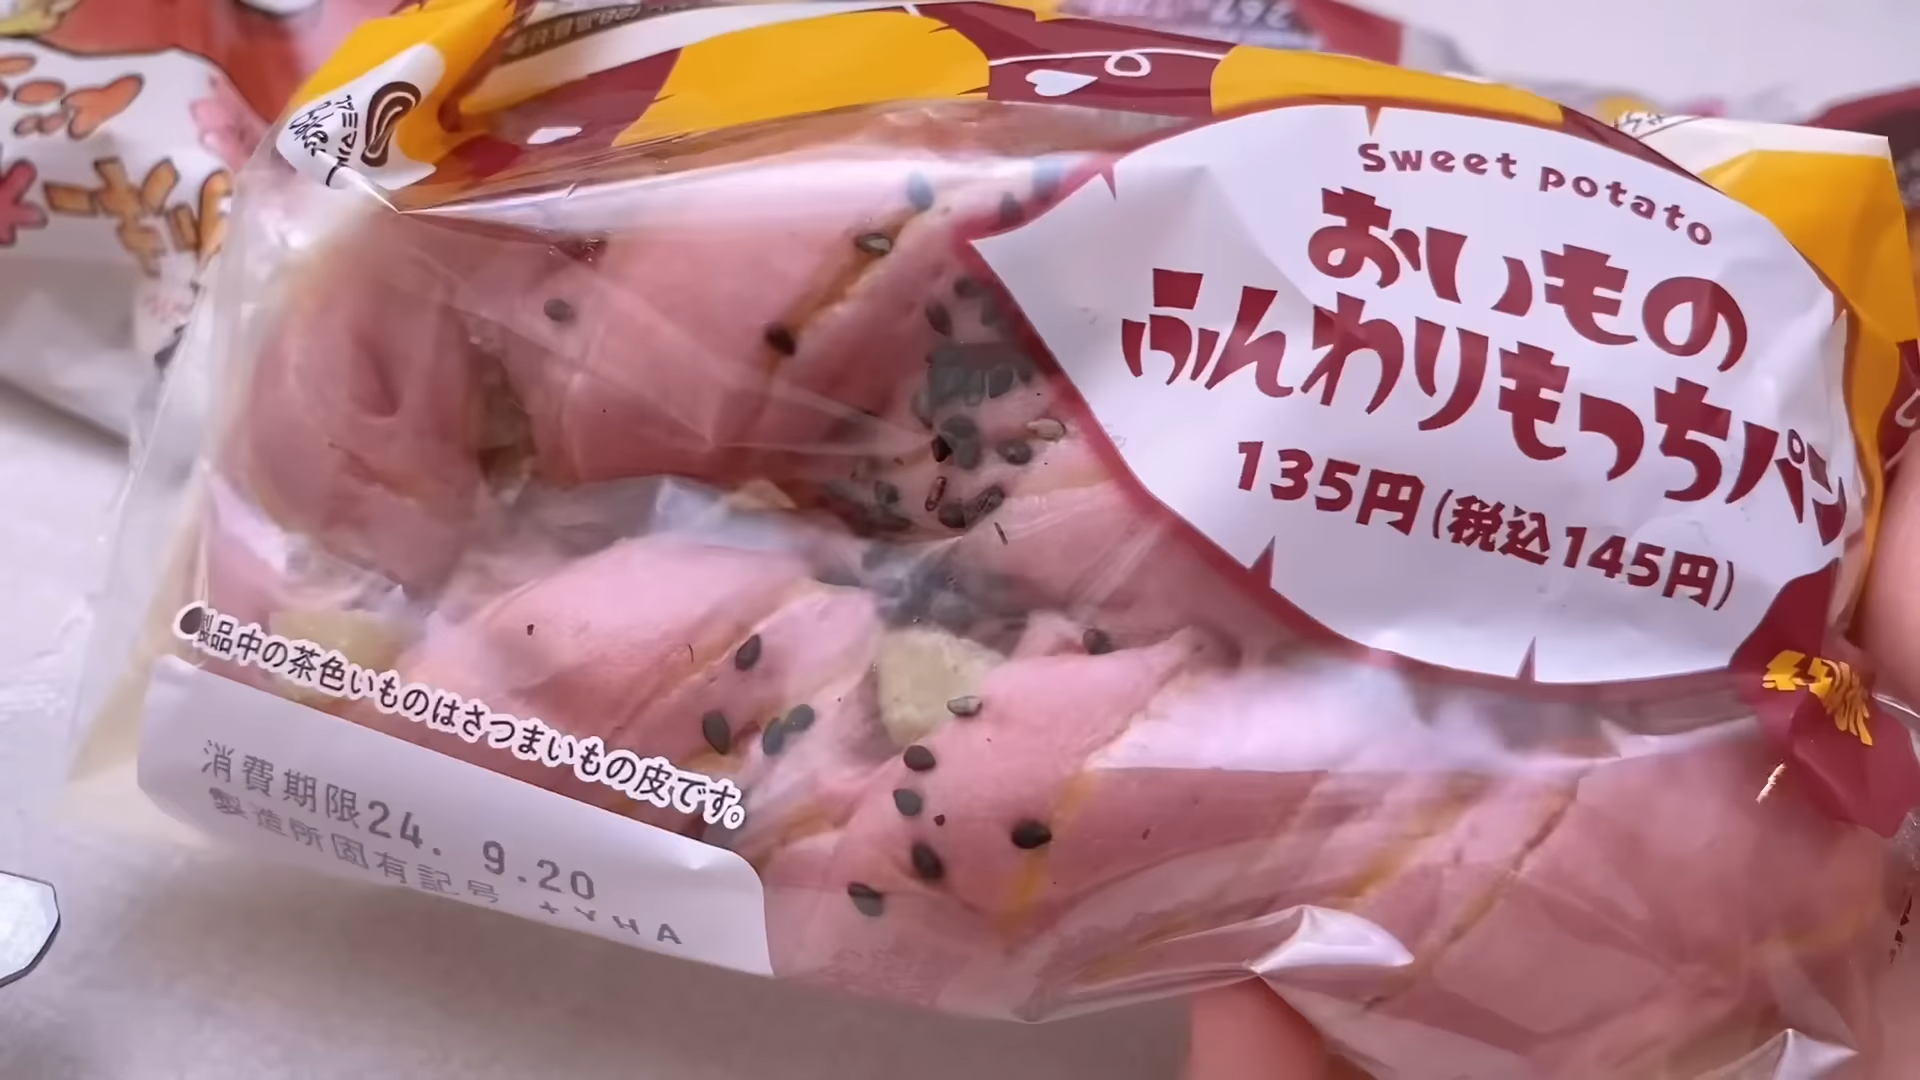 Sweet potato
おいもの
ふんわりもっちパン
135円(税込145円)
製品中の茶色いものはさつまいもの皮です。
消費期限24. 9.20
製造所固有記号 *YHA